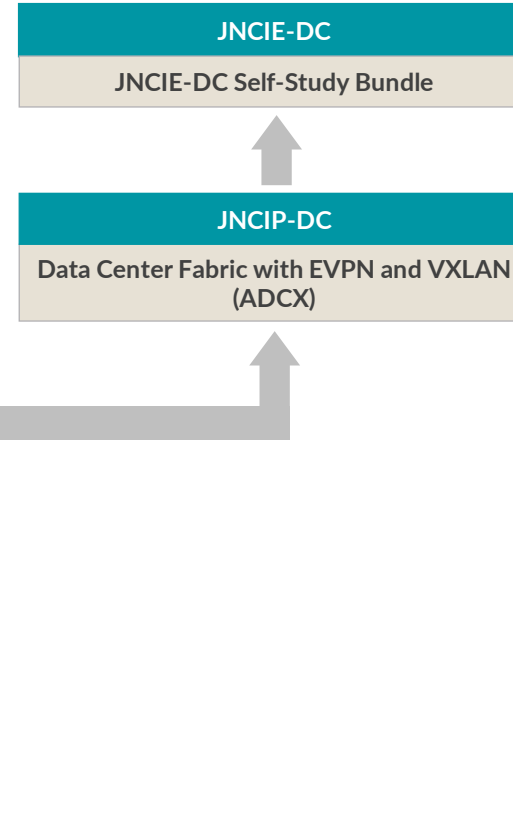 JNCIE-DC
JNCIE-DC Self-Study Bundle
JNCIP-DC
Data Center Fabric with EVPN and VXLAN
(ADCX)